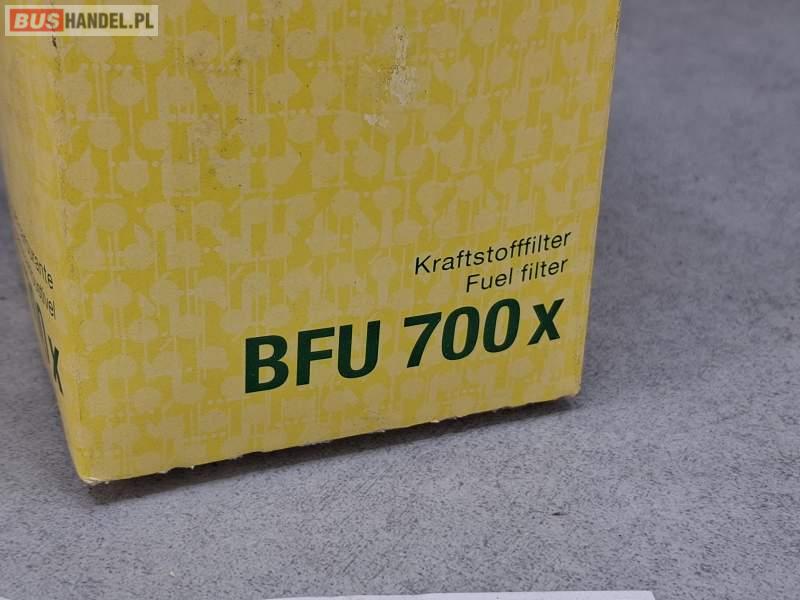 BUSHANDEL.PL
Kraftstofffilter
Fuel filter
BFU 700 x